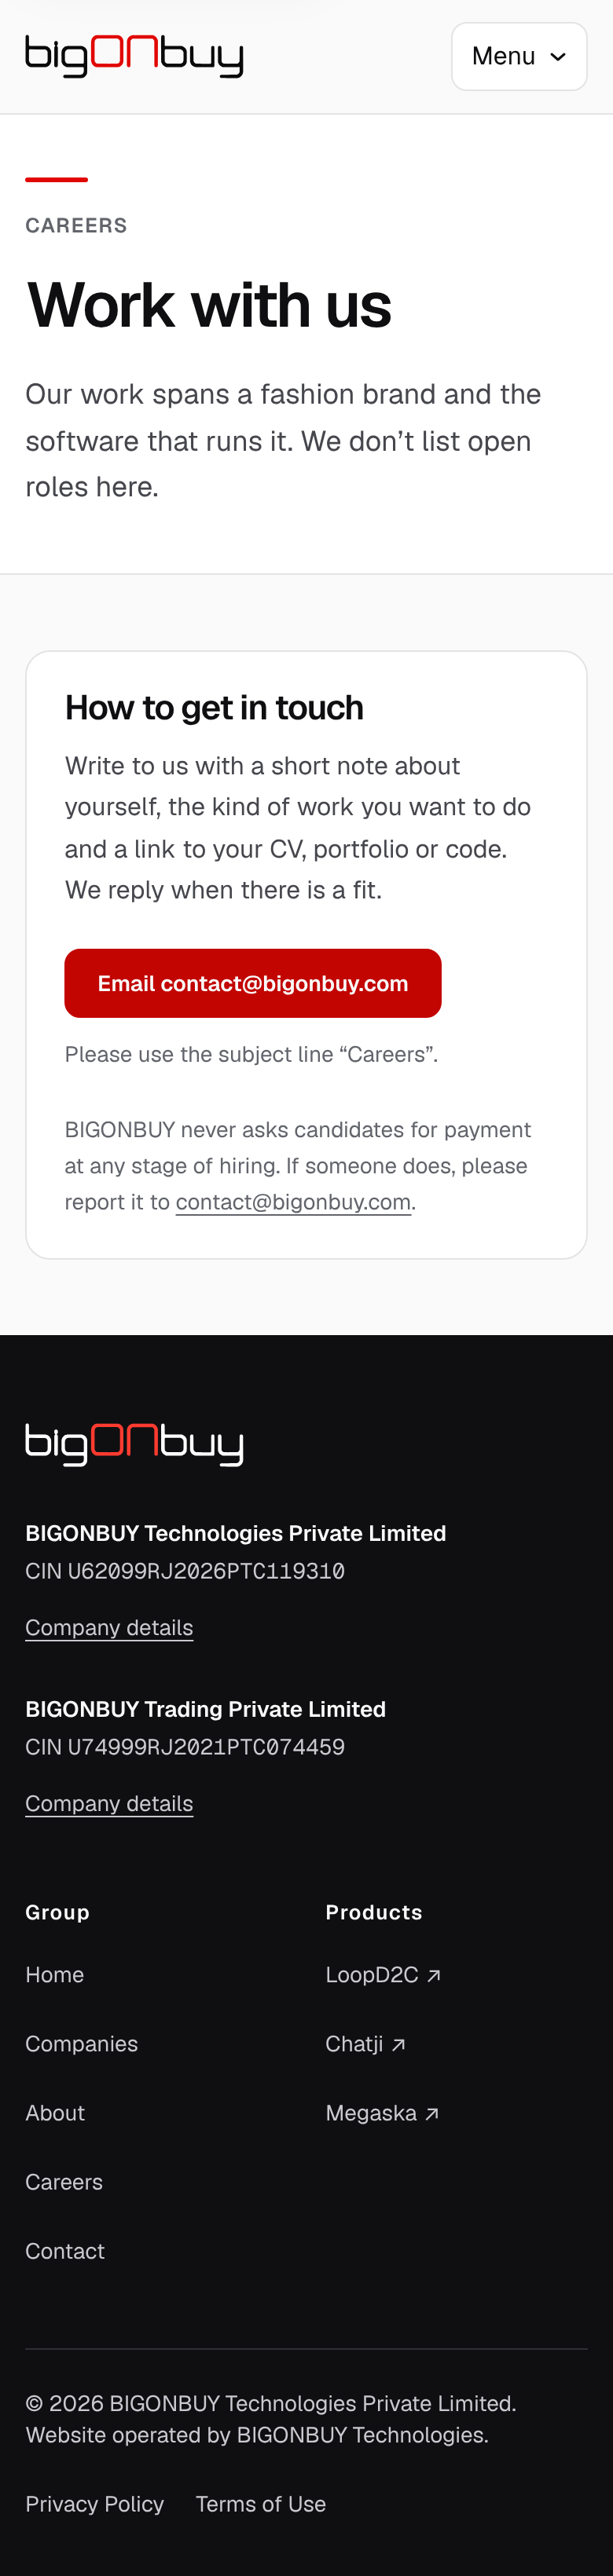 bigONbuy
Menu
CAREERS
Work with us
Our work spans a fashion brand and the
software that runs it. We don’t list open
roles here.
How to get in touch
Write to us with a short note about
yourself, the kind of work you want to do
and a link to your CV, portfolio or code.
We reply when there is a fit.
Email contact@bigonbuy.com
Please use the subject line “Careers”.
BIGONBUY never asks candidates for payment
at any stage of hiring. If someone does, please
report it to contact@bigonbuy.com.
bigONbuy
BIGONBUY Technologies Private Limited
CIN U62099RJ2026PTC119310
Company details
BIGONBUY Trading Private Limited
CIN U74999RJ2021PTC074459
Company details
Group
Home
Companies
About
Careers
Contact
Products
LoopD2C ↗
Chatji ↗
Megaska ↗
© 2026 BIGONBUY Technologies Private Limited.
Website operated by BIGONBUY Technologies.
Privacy Policy Terms of Use